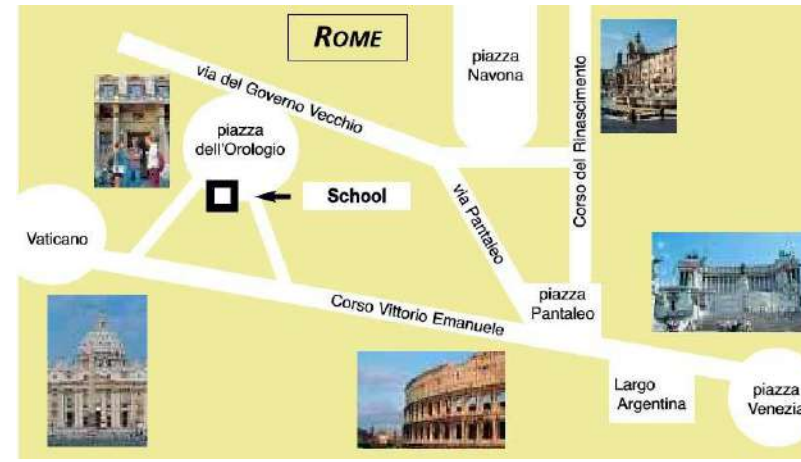 ROME
piazza
Navona
via del Governo Vecchio
Corso del Rinascimento
piazza
dell'Orologio
School
via Pantaleo
Vaticano
Corso Vittorio Emanuele
piazza
Pantaleo
Largo
Argentina
piazza
Venezia